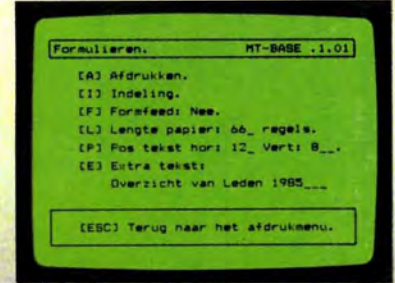 Formulieren. MT-BASE .1.01
[A] Afdrukken.
[I] Indeling.
[F] Formfeed: Nee.
[L] Lengte papier: 66_ regels.
[P] Pos tekst hor: 12_ Vert: 8__.
[E] Extra tekst:
Overzicht van Leden 1985___
[ESC] Terug naar het afdrukmenu.